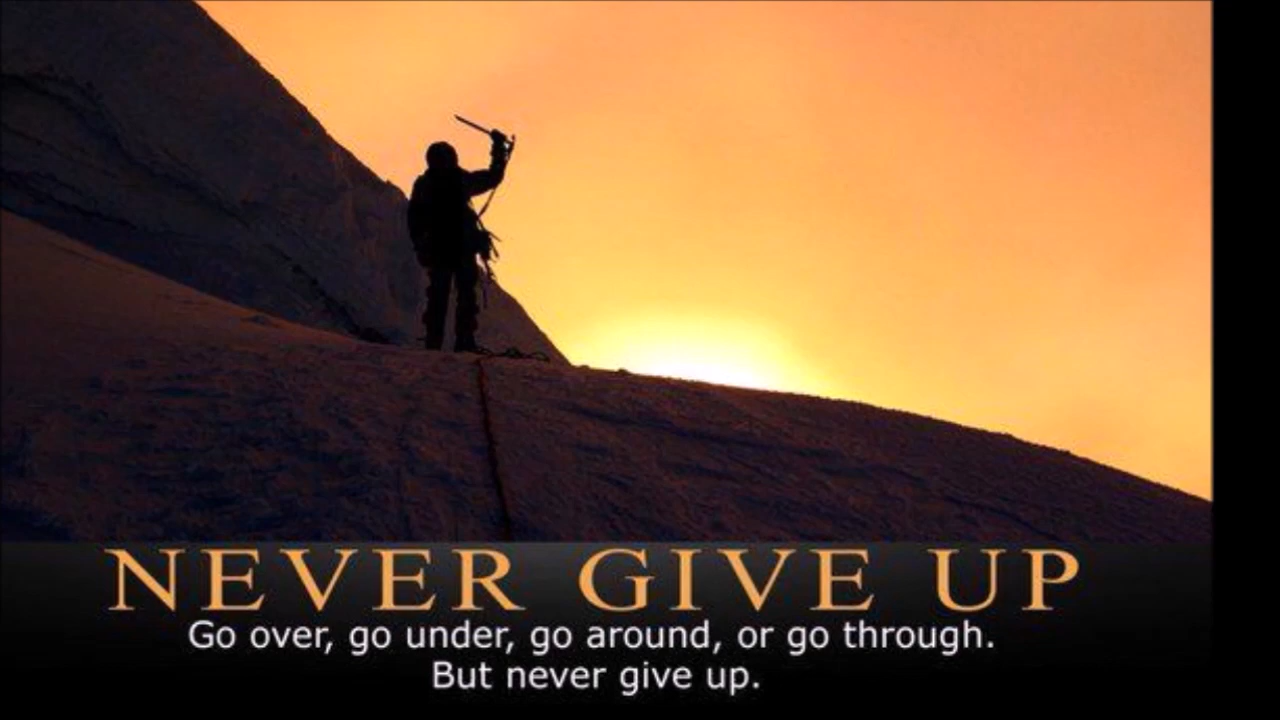 NEVER GIVE UP
Go over, go under, go around, or go through.
But never give up.